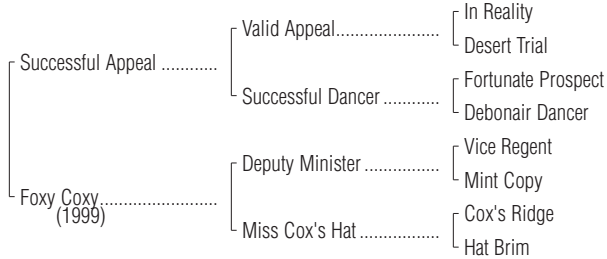 In Reality
Valid Appeal.....................
Desert Trial
Successful Appeal ............
Fortunate Prospect
Successful Dancer ............
Debonair Dancer
Vice Regent
Deputy Minister ................
Mint Copy
Foxy Coxy.........................
(1999)
Cox's Ridge
Miss Cox's Hat .................
Hat Brim